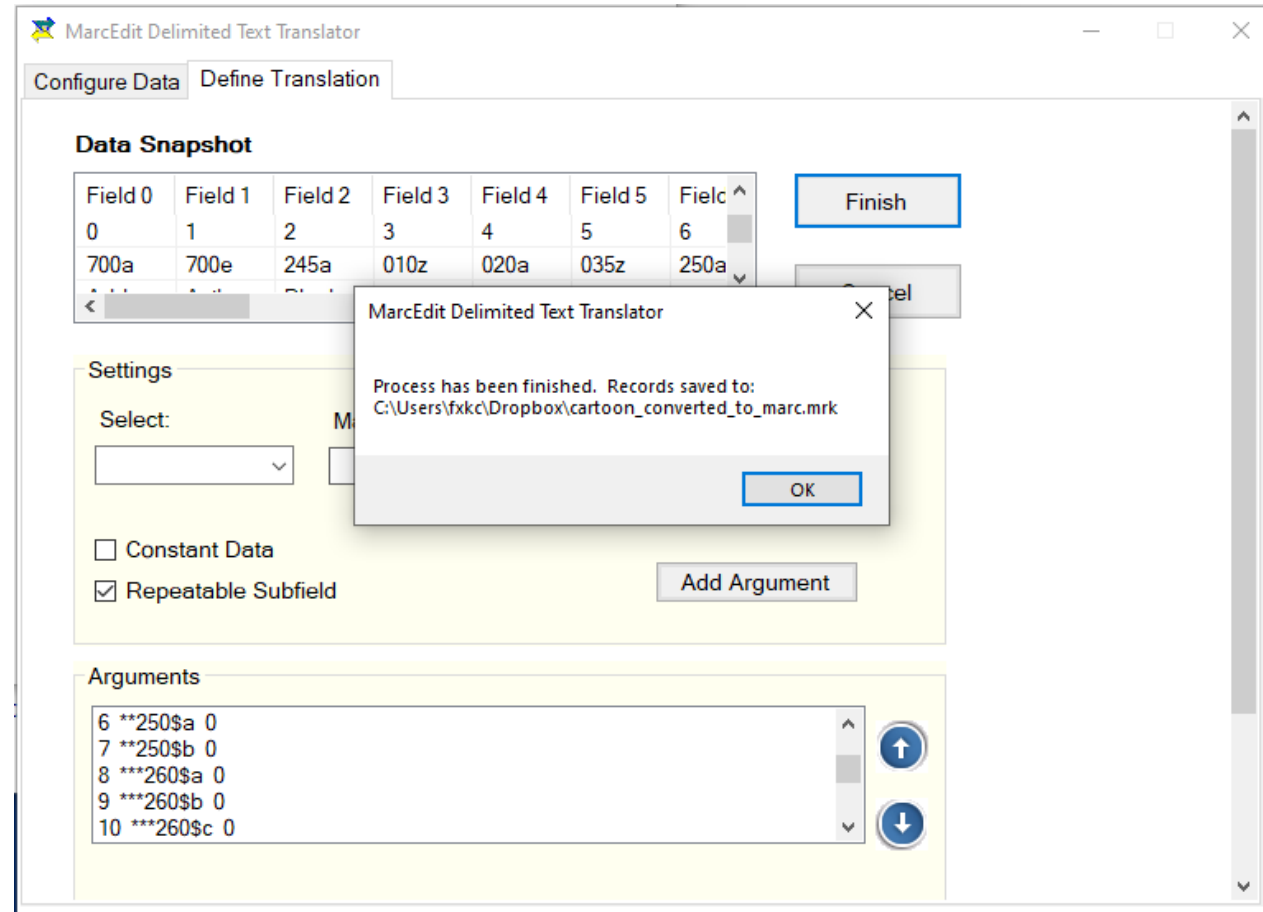 MarcEdit Delimited Text Translator
Configure Data Define Translation
Data Snapshot
Field 0 Field 1 Field 2 Field 3 Field 4 Field 5 Fielc
0 1 2 3 4 5 6
700a 700e 245a 010z 020a 035z 250a
Finish
cel
MarcEdit Delimited Text Translator
Process has been finished. Records saved to:
C:\Users\fxkc\Dropbox\cartoon_converted_to_marc.mrk
OK
Settings
Select:
Ma
Constant Data
Repeatable Subfield
Add Argument
Arguments
6 **250$a 0
7 **250$b 0
8 ***260$a 0
9 ***260$b 0
10 ***260$c 0